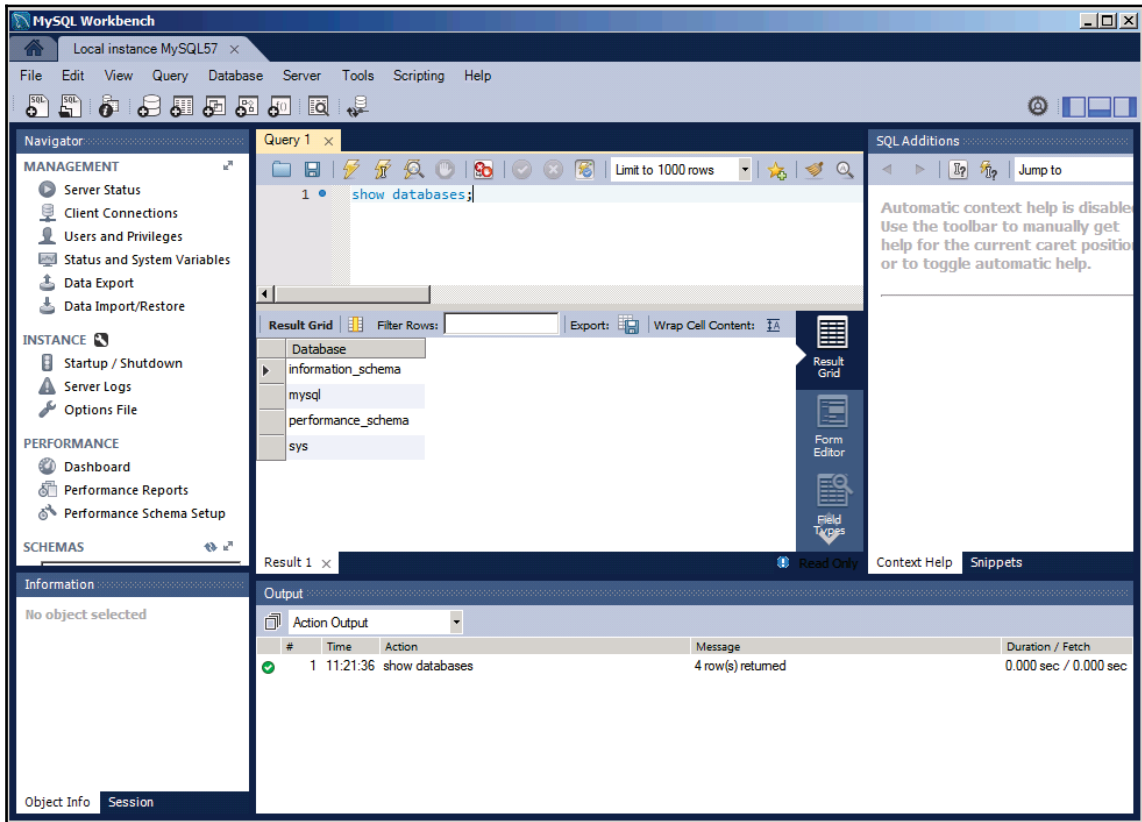 MySQL Workbench
Local instance MySQL57
File Edit View Query Database Server Tools Scripting Help
SQL SQL
Navigator
MANAGEMENT
Server Status
Client Connections
Users and Privileges
Status and System Variables
Data Export
Data Import/Restore
INSTANCE
Startup / Shutdown
Server Logs
Options File
PERFORMANCE
Dashboard
Performance Reports
Performance Schema Setup
SCHEMAS
Query 1
Limit to 1000 rows
1 show databases;
Result Grid Filter Rows: Export: Wrap Cell Content: IA
Database
information_schema
mysql
performance_schema
sys
Result
Grid
Form
Editor
Field
Types
Result 1
Read Only
SQL Additions
Jump to
Automatic context help is disable
Use the toolbar to manually get
help for the current caret positio
or to toggle automatic help.
Context Help Snippets
Information
No object selected
Object Info Session
Output
Action Output
# Time Action Message Duration / Fetch
1 11:21:36 show databases 4 row(s) returned 0.000 sec / 0.000 sec